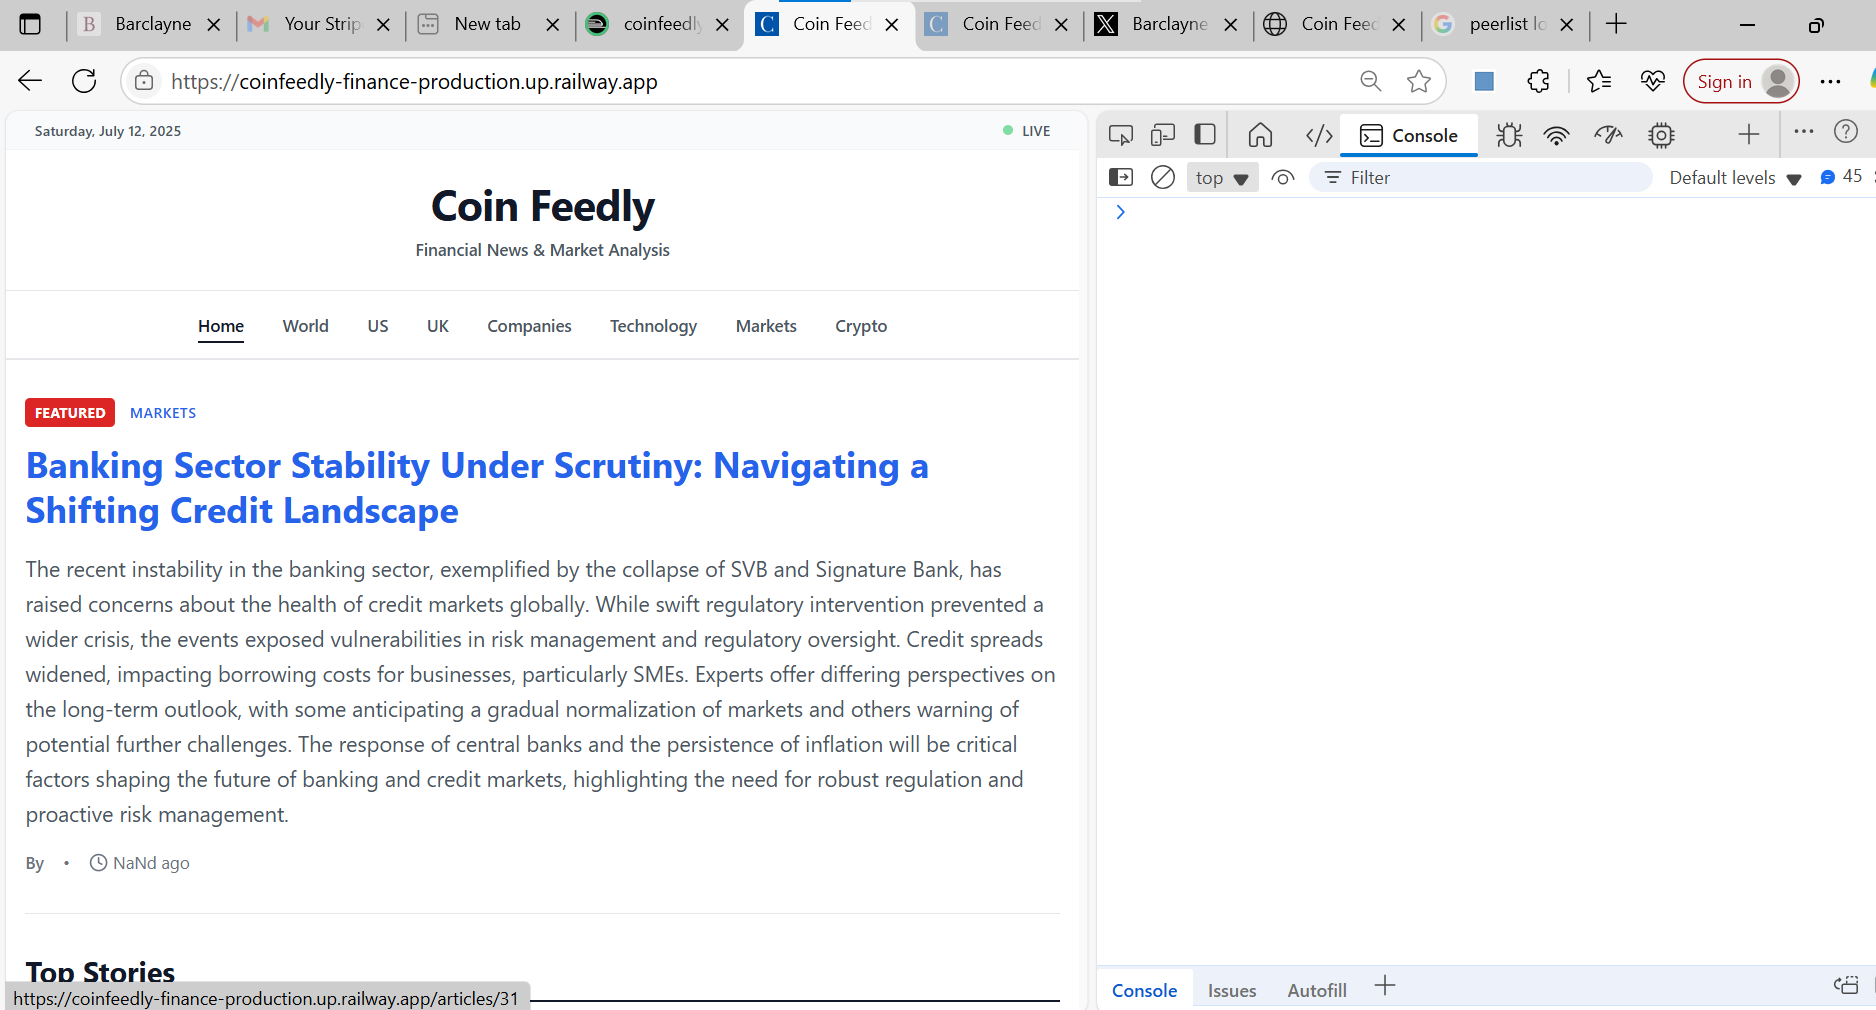 Barclayne
Your Strip
New tab
coinfeedly
Coin Feed
Coin Feed
Barclayne
Coin Feed
peerlist lo
https://coinfeedly-finance-production.up.railway.app
Sign in
Saturday, July 12, 2025
LIVE
Coin Feedly
Financial News & Market Analysis
Home World US UK Companies Technology Markets Crypto
FEATURED MARKETS
Banking Sector Stability Under Scrutiny: Navigating a
Shifting Credit Landscape
The recent instability in the banking sector, exemplified by the collapse of SVB and Signature Bank, has
raised concerns about the health of credit markets globally. While swift regulatory intervention prevented a
wider crisis, the events exposed vulnerabilities in risk management and regulatory oversight. Credit spreads
widened, impacting borrowing costs for businesses, particularly SMEs. Experts offer differing perspectives on
the long-term outlook, with some anticipating a gradual normalization of markets and others warning of
potential further challenges. The response of central banks and the persistence of inflation will be critical
factors shaping the future of banking and credit markets, highlighting the need for robust regulation and
proactive risk management.
By • NaNd ago
Top Stories
https://coinfeedly-finance-production.up.railway.app/articles/31
Console
top Filter Default levels 45
Console Issues Autofill